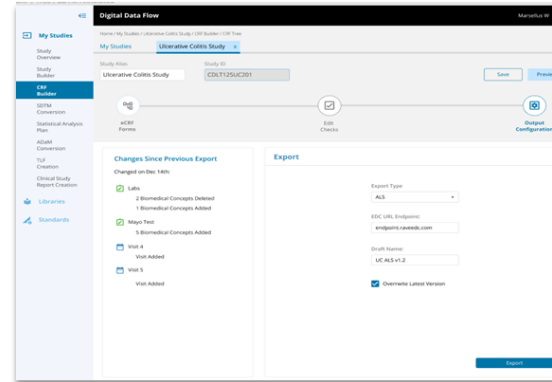 Digital Data Flow
Marsellus W
My Studies
Study
Overview
Study
Builder
CRF
Builder
SDTM
Conversion
Statistical Analysis
Plan
ADaM
Conversion
TLF
Creation
Clinical Study
Report Creation
Libraries
Standards
Home / My Studies / Ulcerative Colitis Study / CRF Builder / CRF Tree
My Studies
Ulcerative Colitis Study ×
Study Alias
Study ID
Ulcerative Colitis Study
CDLT125UC201
Save
Previe
eCRF
Forms
Edit
Checks
Output
Configuration
Changes Since Previous Export
Changed on Dec 14th
Labs
2 Biomedical Concepts Deleted
1 Biomedical Concepts Added
Mayo Test
5 Biomedical Concepts Added
Visit 4
Visit Added
Visit 5
Visit Added
Export
Export Type
ALS
EDC URL Endpoint:
endpoint.raveedc.com
Draft Name:
UC ALS v1.2
Overwrite Latest Version
Export